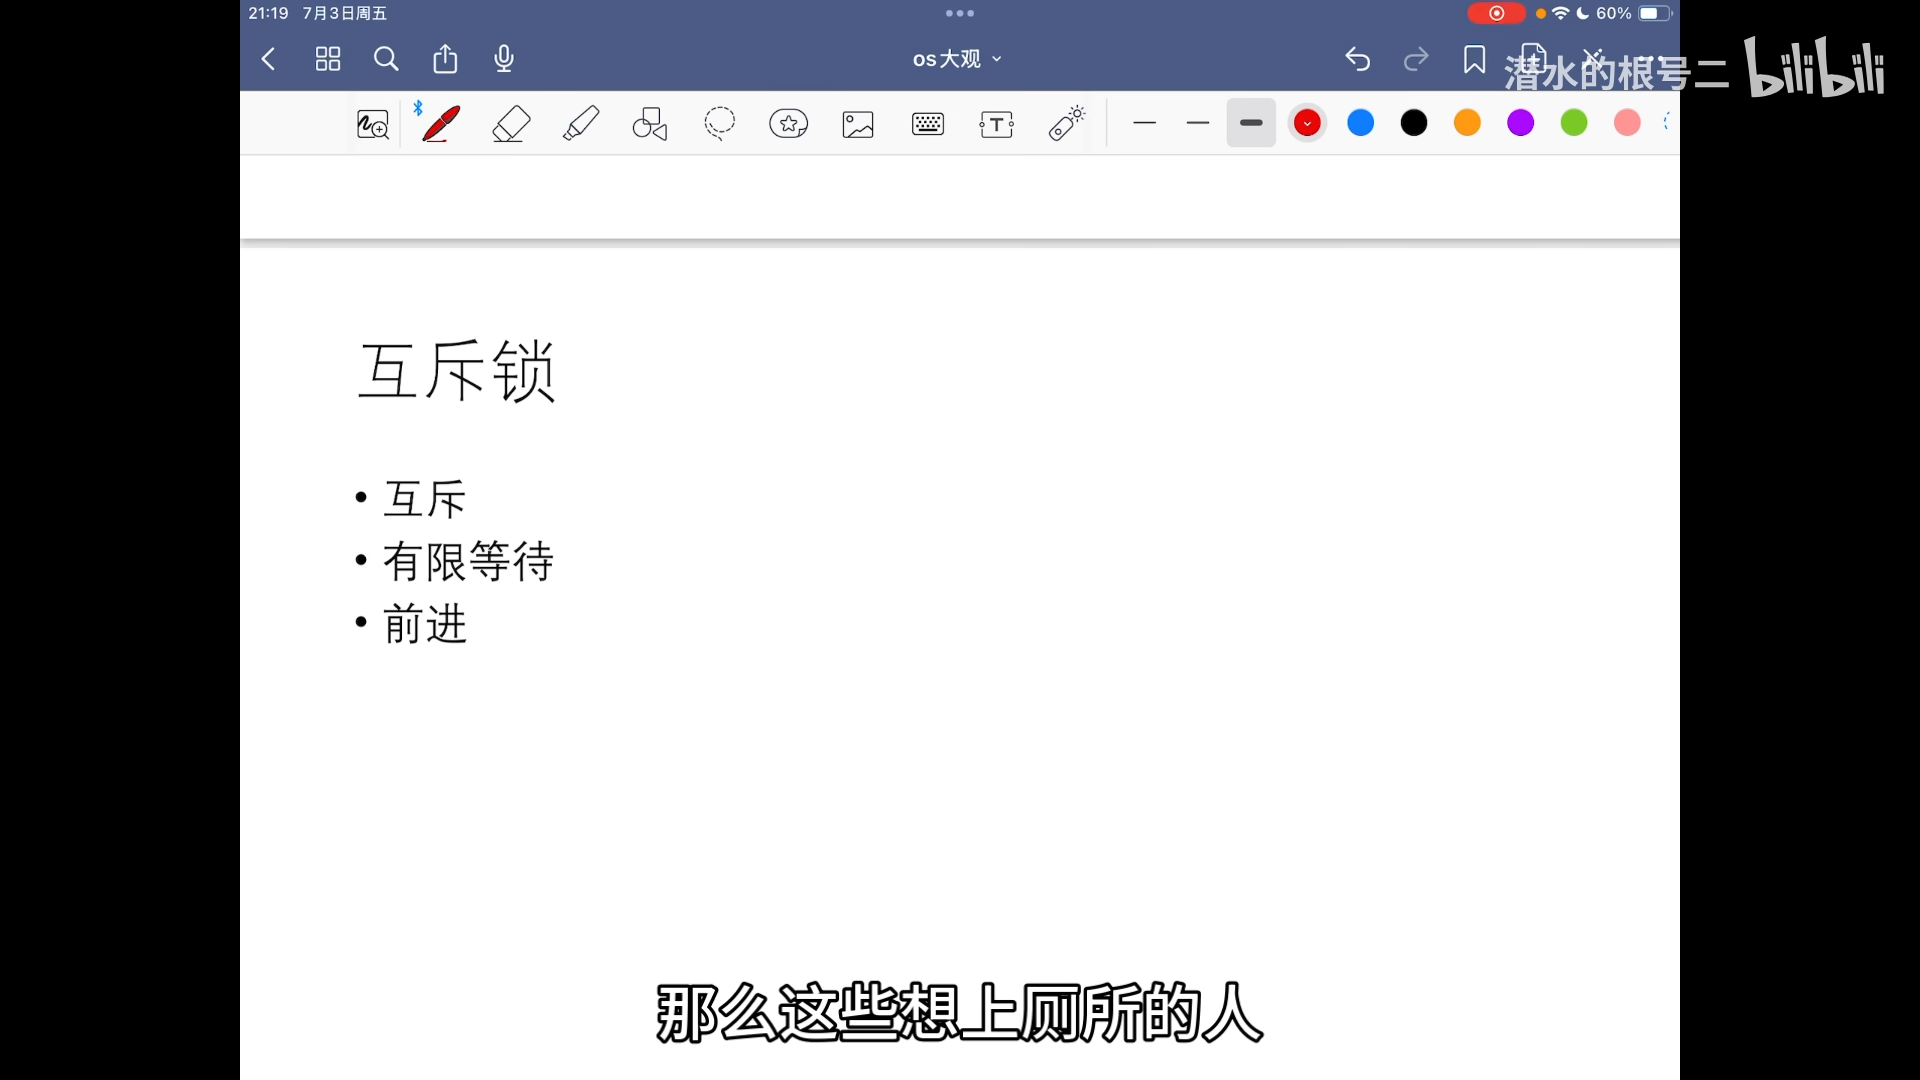 21:19 7月3日周五
60%
os大观
潜水的根号二 bilibili
互斥锁
• 互斥
• 有限等待
• 前进
那么这些想上厕所的人